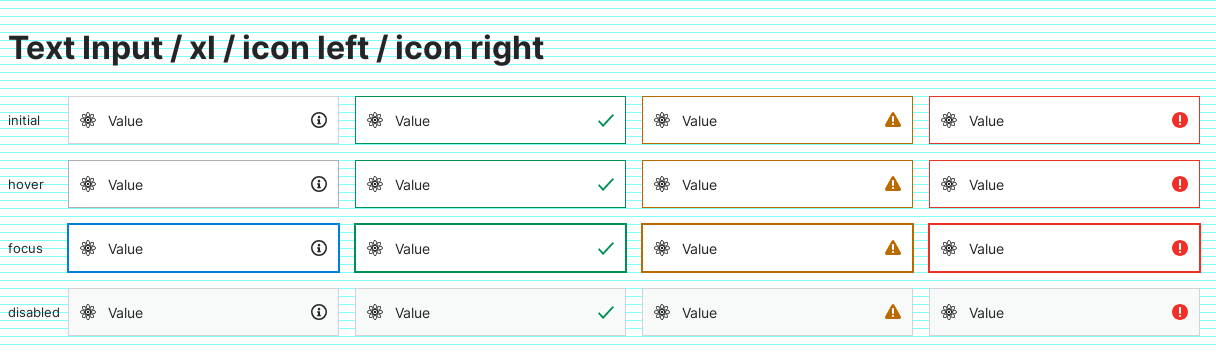 Text Input / xl / icon left / icon right
initial Value Value Value Value
hover Value Value Value Value
focus Value Value Value Value
disabled Value Value Value Value